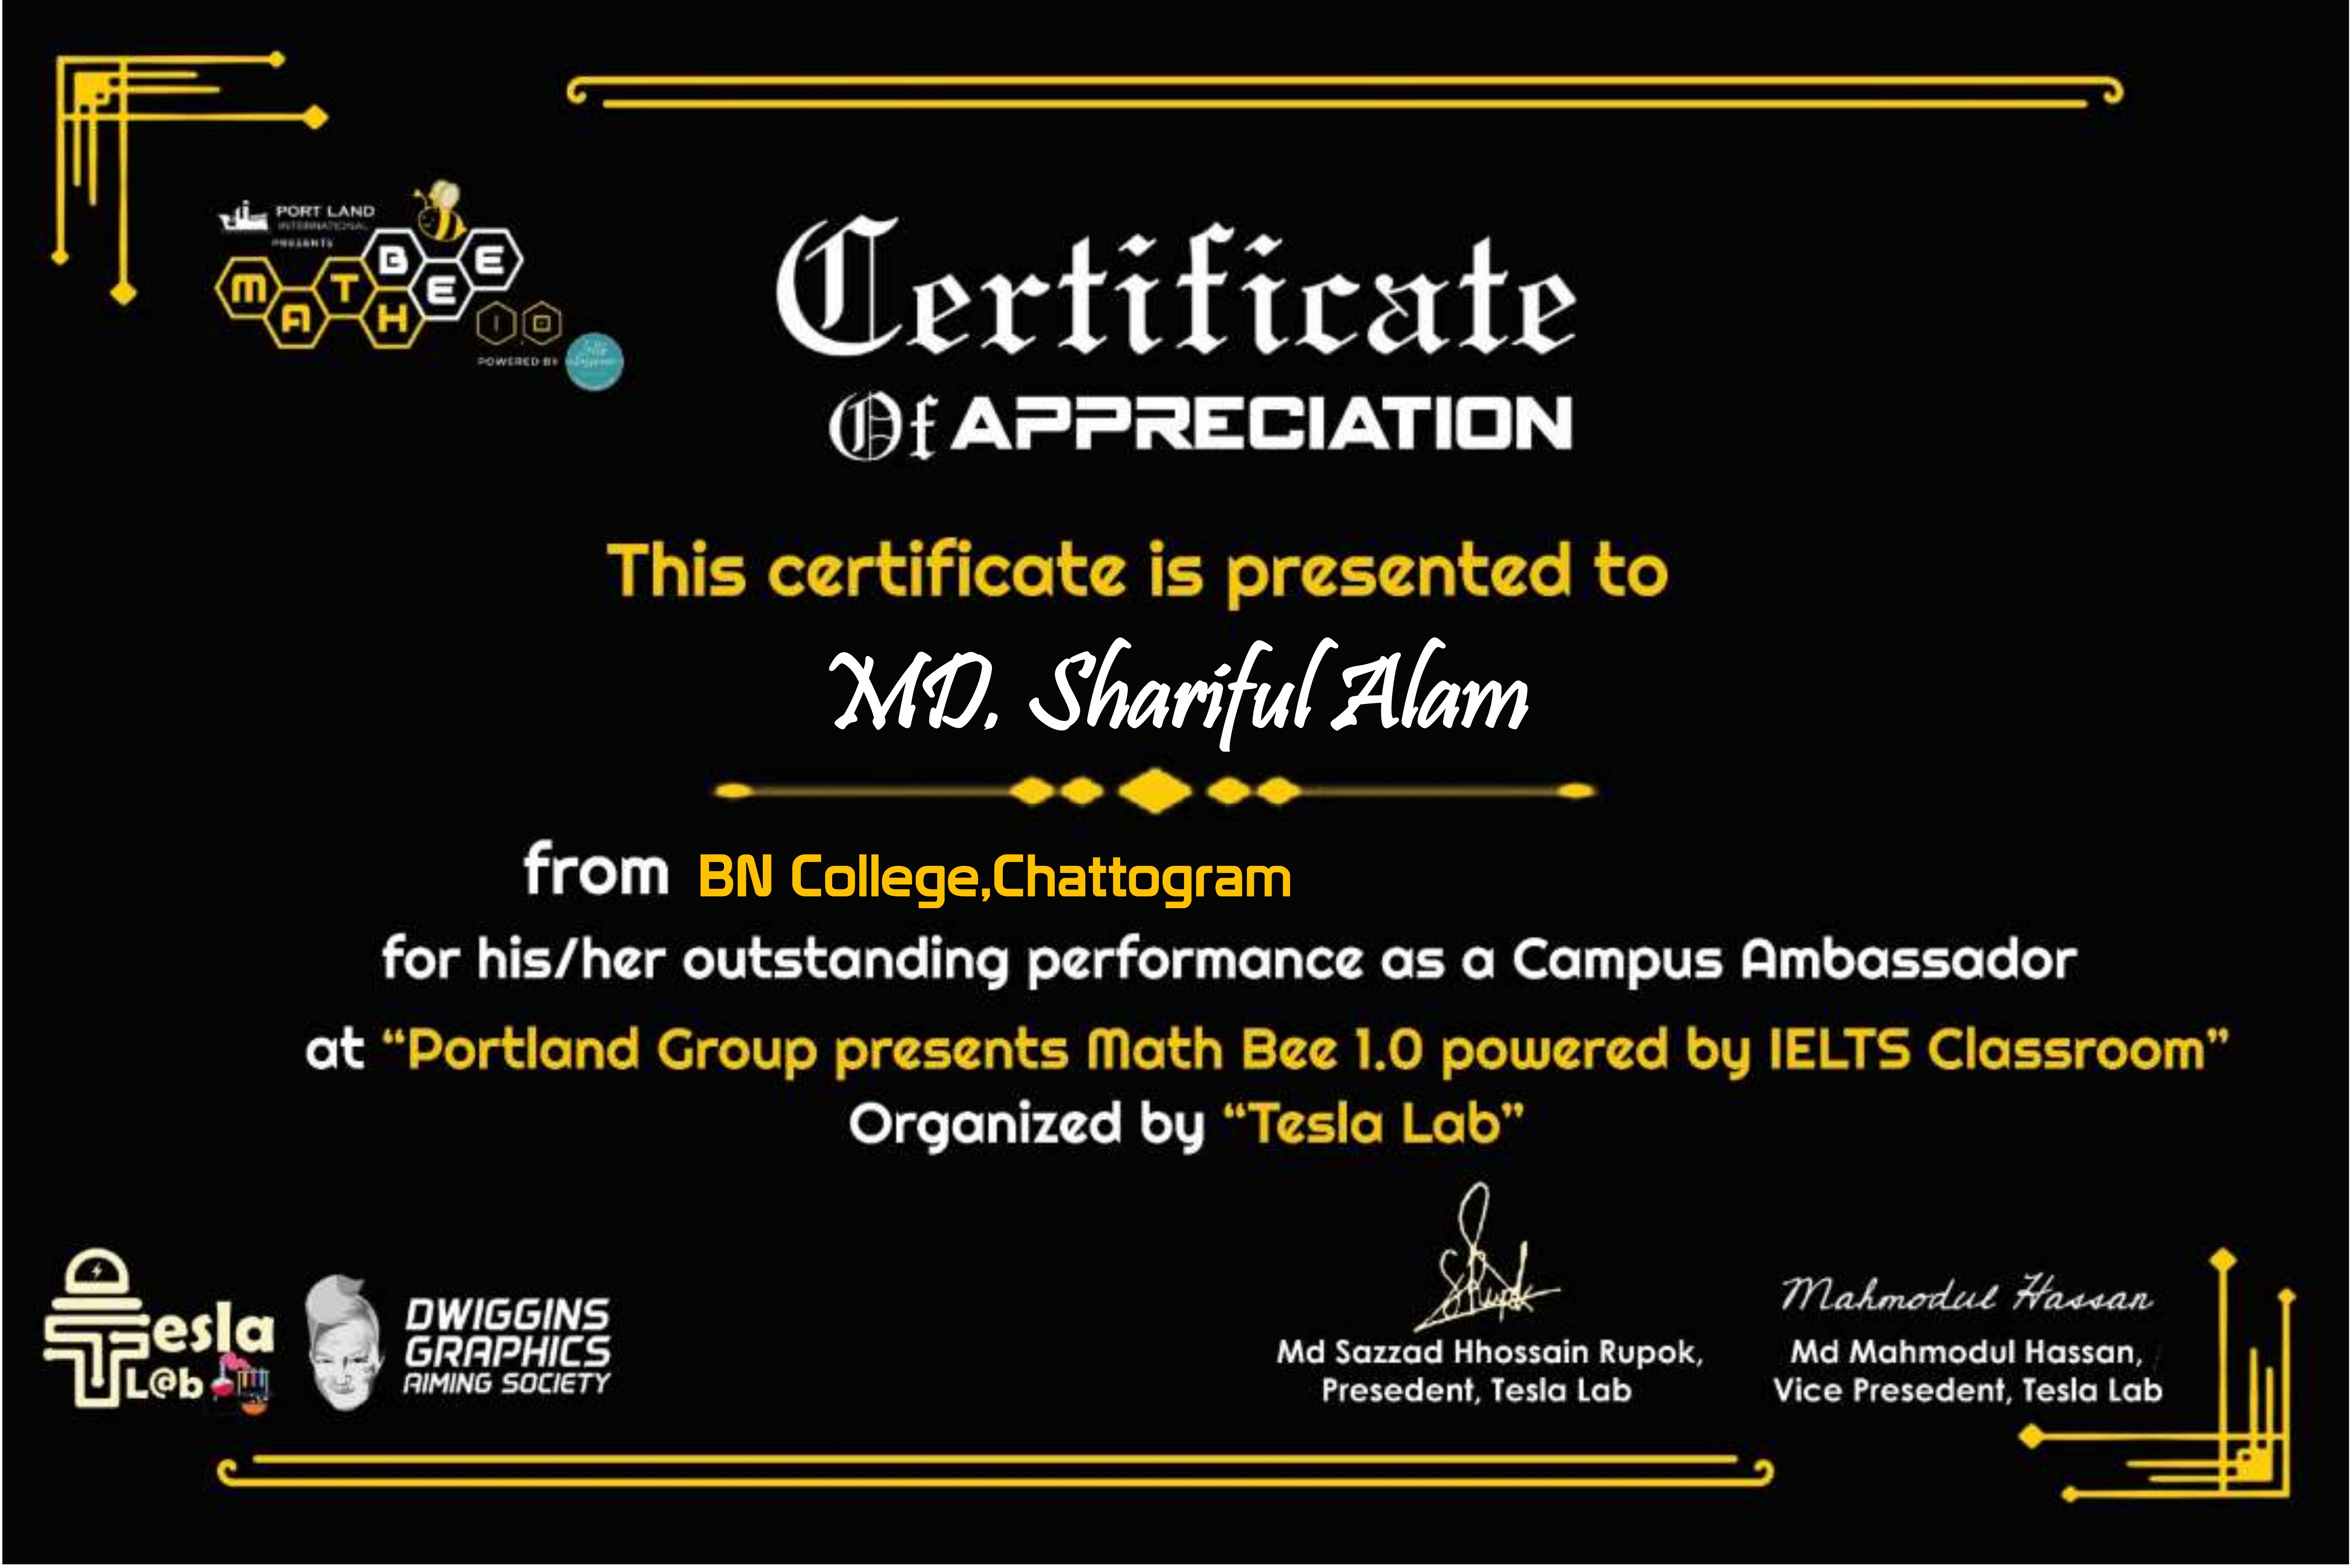 PORT LAND
INTERNATIONAL
PRESENTS
MATH BEE
1.0
POWERED BY
Certificate
Of APPRECIATION
This certificate is presented to
MD. Shariful Alam
from BN College,Chattogram
for his/her outstanding performance as a Campus Ambassador
at “Portland Group presents Math Bee 1.0 powered by IELTS Classroom”
Organized by “Tesla Lab”
Tesla
L@b
DWIGGINS
GRAPHICS
AIMING SOCIETY
Md Sazzad Hhossain Rupok,
Presedent, Tesla Lab
Mahmodul Hassan
Md Mahmodul Hassan,
Vice Presedent, Tesla Lab